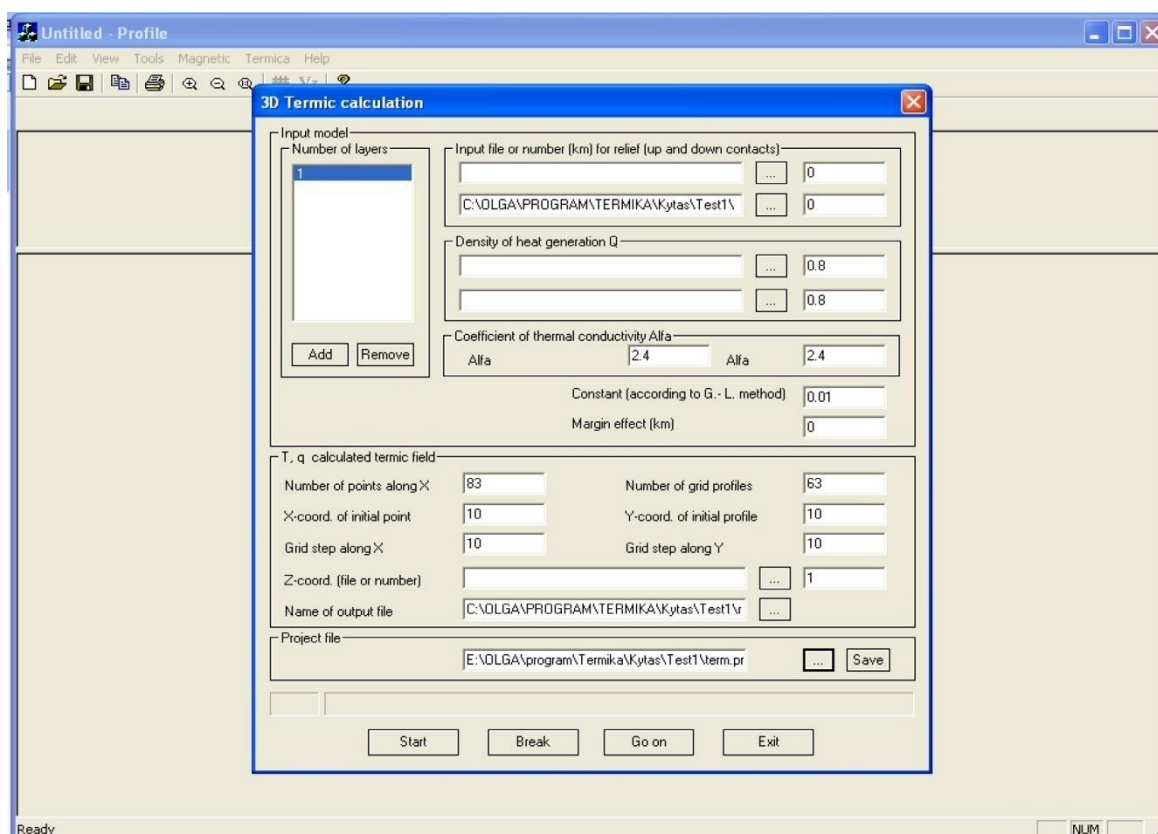 Untitled - Profile
File Edit View Tools Magnetic Termica Help
3D Termic calculation
Input model
Number of layers
1
Add Remove
Input file or number (km) for relief (up and down contacts)
... 0
C:\OLGA\PROGRAM\TERMIKA\Kytas\Test1\ ... 0
Density of heat generation Q
... 0.8
... 0.8
Coefficient of thermal conductivity Alfa
Alfa 2.4 Alfa 2.4
Constant (according to G.- L. method) 0.01
Margin effect (km) 0
T, q calculated termic field
Number of points along X 83 Number of grid profiles 63
X-coord. of initial point 10 Y-coord. of initial profile 10
Grid step along X 10 Grid step along Y 10
Z-coord. (file or number) ... 1
Name of output file C:\OLGA\PROGRAM\TERMIKA\Kytas\Test1\r ...
Project file
E:\OLGA\program\Termika\Kytas\Test1\term.pr ... Save
Start Break Go on Exit
Ready NUM